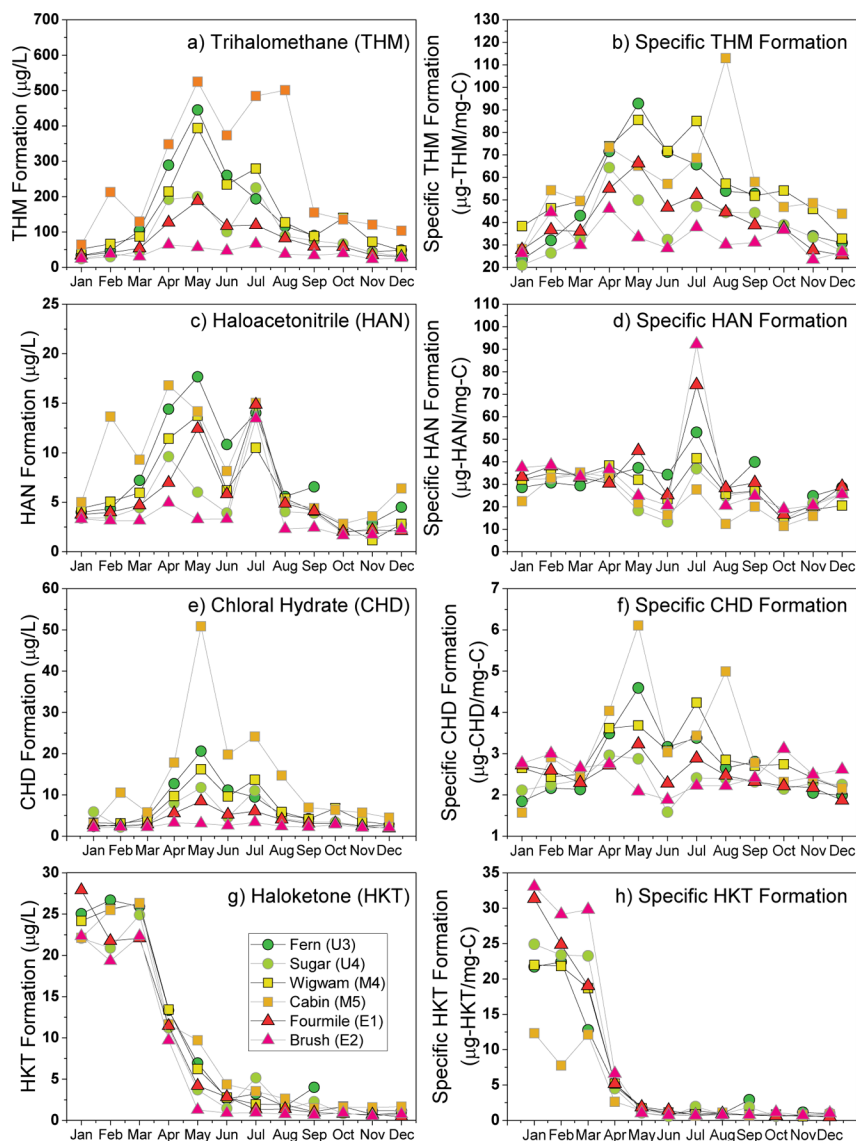 a) Trihalomethane (THM)
THM Formation (µg/L)
700
600
500
400
300
200
100
0
Jan Feb Mar Apr May Jun Jul Aug Sep Oct Nov Dec
b) Specific THM Formation
Specific THM Formation
(µg-THM/mg-C)
130
120
110
100
90
80
70
60
50
40
30
20
Jan Feb Mar Apr May Jun Jul Aug Sep Oct Nov Dec
c) Haloacetonitrile (HAN)
HAN Formation (µg/L)
25
20
15
10
5
0
Jan Feb Mar Apr May Jun Jul Aug Sep Oct Nov Dec
d) Specific HAN Formation
Specific HAN Formation
(µg-HAN/mg-C)
110
100
90
80
70
60
50
40
30
20
10
0
Jan Feb Mar Apr May Jun Jul Aug Sep Oct Nov Dec
e) Chloral Hydrate (CHD)
CHD Formation (µg/L)
60
50
40
30
20
10
0
Jan Feb Mar Apr May Jun Jul Aug Sep Oct Nov Dec
f) Specific CHD Formation
Specific CHD Formation
(µg-CHD/mg-C)
7
6
5
4
3
2
1
Jan Feb Mar Apr May Jun Jul Aug Sep Oct Nov Dec
g) Haloketone (HKT)
HKT Formation (µg/L)
30
25
20
15
10
5
0
Fern (U3)
Sugar (U4)
Wigwam (M4)
Cabin (M5)
Fourmile (E1)
Brush (E2)
Jan Feb Mar Apr May Jun Jul Aug Sep Oct Nov Dec
h) Specific HKT Formation
Specific HKT Formation
(µg-HKT/mg-C)
35
30
25
20
15
10
5
0
Jan Feb Mar Apr May Jun Jul Aug Sep Oct Nov Dec